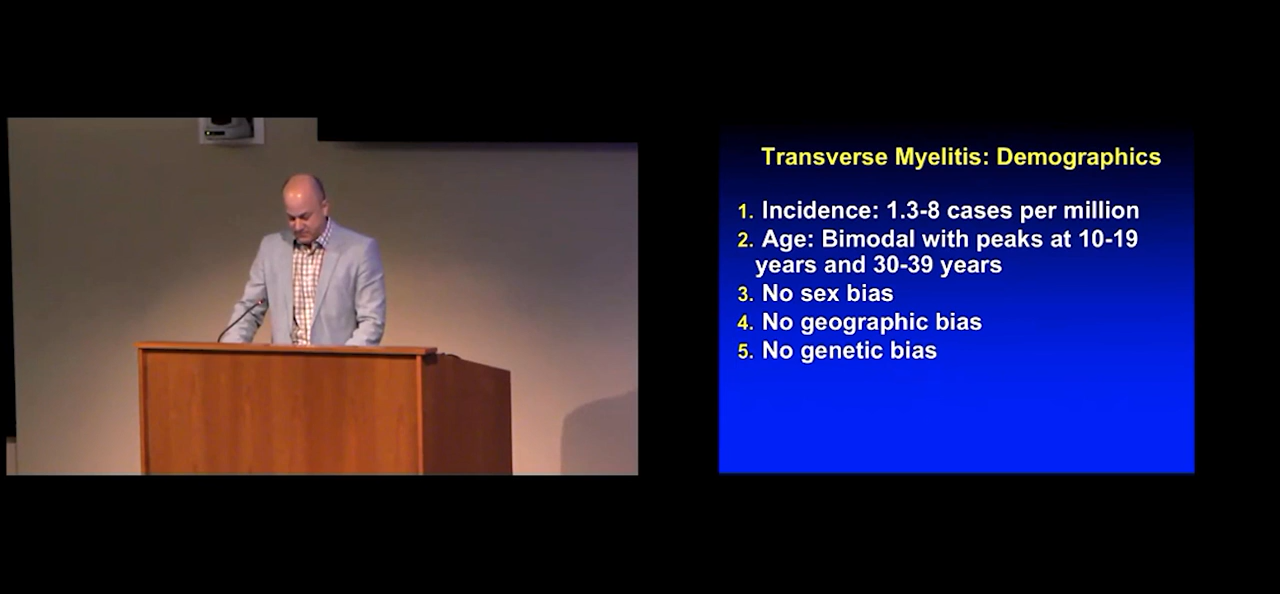 Transverse Myelitis: Demographics
1. Incidence: 1.3-8 cases per million
2. Age: Bimodal with peaks at 10-19
years and 30-39 years
3. No sex bias
4. No geographic bias
5. No genetic bias